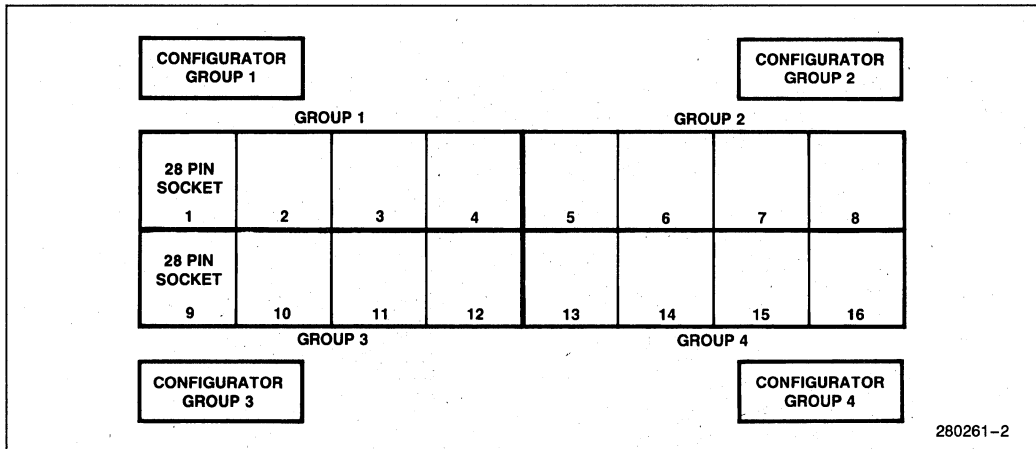 CONFIGURATOR
GROUP 1
CONFIGURATOR
GROUP 2
GROUP 1
GROUP 2
28 PIN
SOCKET
1
2
3
4
5
6
7
8
28 PIN
SOCKET
9
10
11
12
13
14
15
16
GROUP 3
GROUP 4
CONFIGURATOR
GROUP 3
CONFIGURATOR
GROUP 4
280261–2